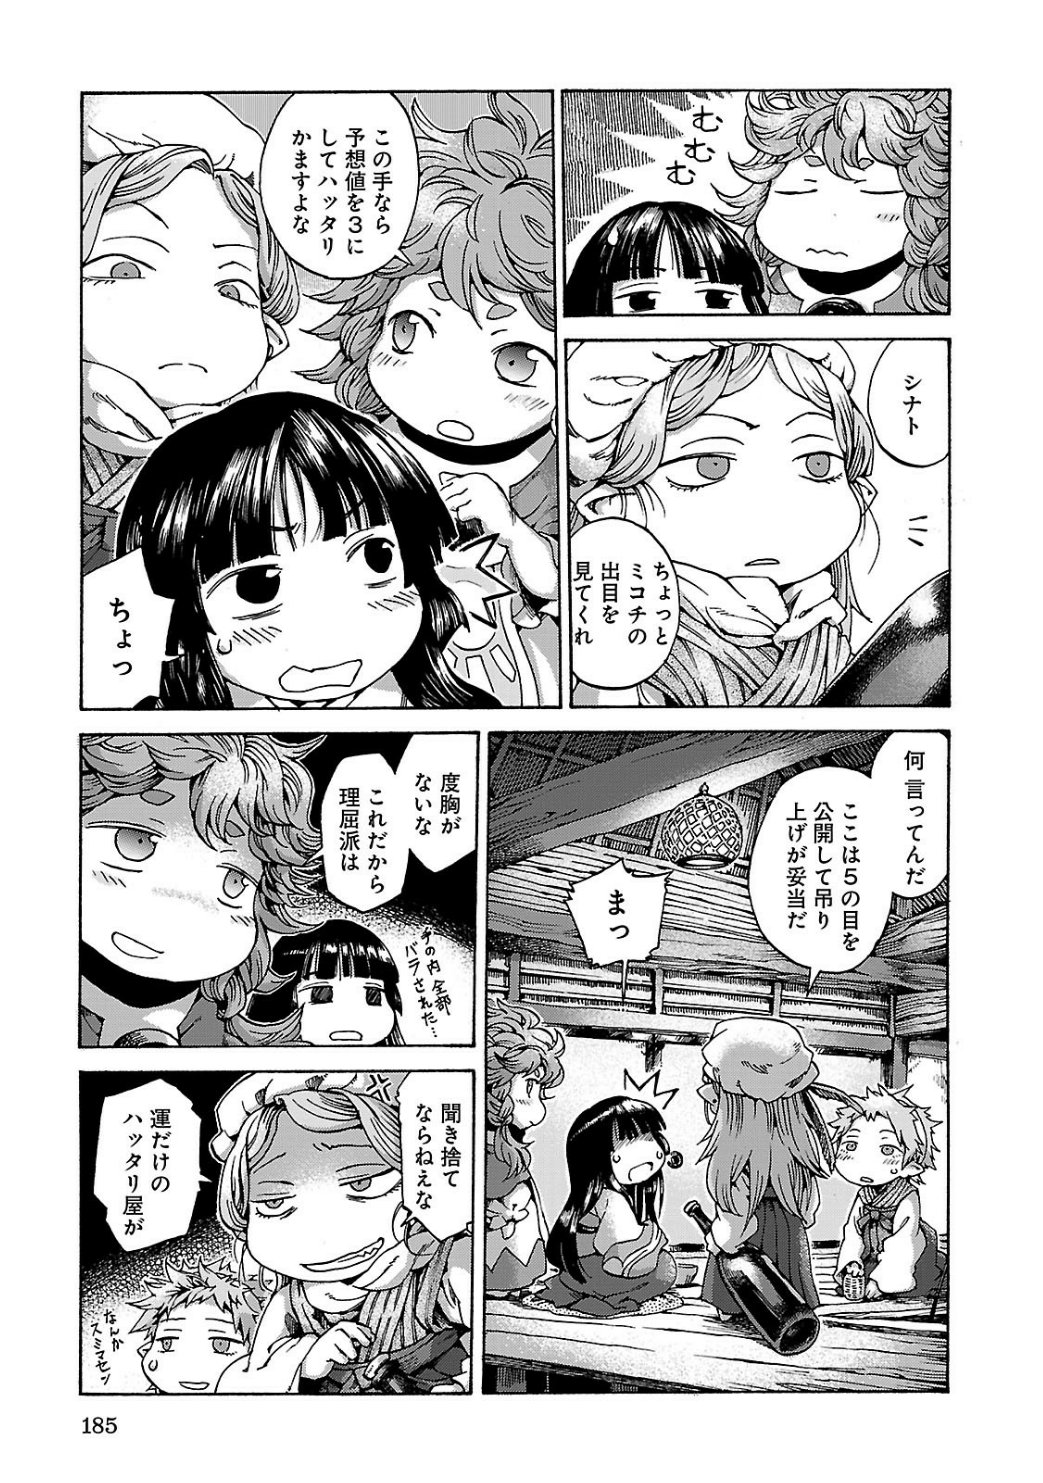 むむむ
シナト
ちょっと
ミコチの
出目を
見てくれ
この手なら
予想値を3に
してハッタリ
かますよな
ちょっ
何言ってんだ
ここは5の目を
公開して吊り
上げが妥当だ
まっ
度胸が
ないな
これだから
理屈派は
手の内全部
バラされた…
聞き捨て
ならねえな
運だけの
ハッタリ屋が
なんか
スミマセン
185